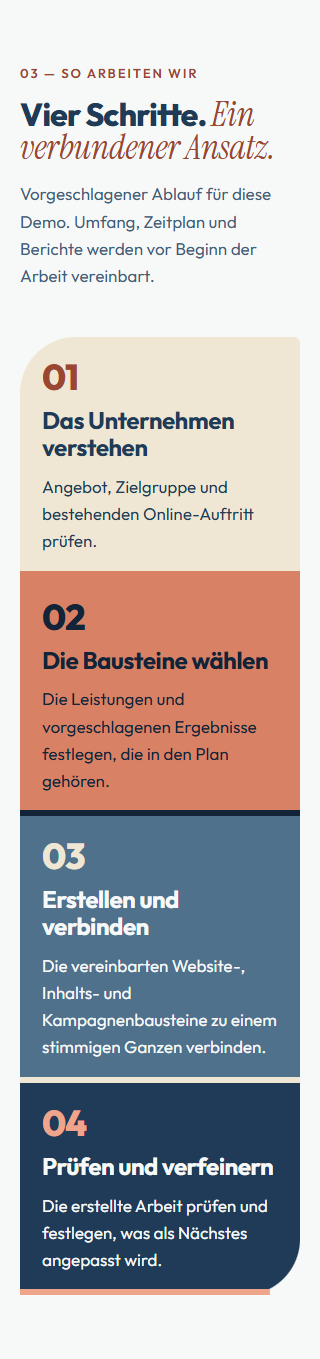 03 — SO ARBEITEN WIR
Vier Schritte. Ein
verbundener Ansatz.
Vorgeschlagener Ablauf für diese
Demo. Umfang, Zeitplan und
Berichte werden vor Beginn der
Arbeit vereinbart.
01
Das Unternehmen
verstehen
Angebot, Zielgruppe und
bestehenden Online-Auftritt
prüfen.
02
Die Bausteine wählen
Die Leistungen und
vorgeschlagenen Ergebnisse
festlegen, die in den Plan
gehören.
03
Erstellen und
verbinden
Die vereinbarten Website-,
Inhalts- und
Kampagnenbausteine zu einem
stimmigen Ganzen verbinden.
04
Prüfen und verfeinern
Die erstellte Arbeit prüfen und
festlegen, was als Nächstes
angepasst wird.